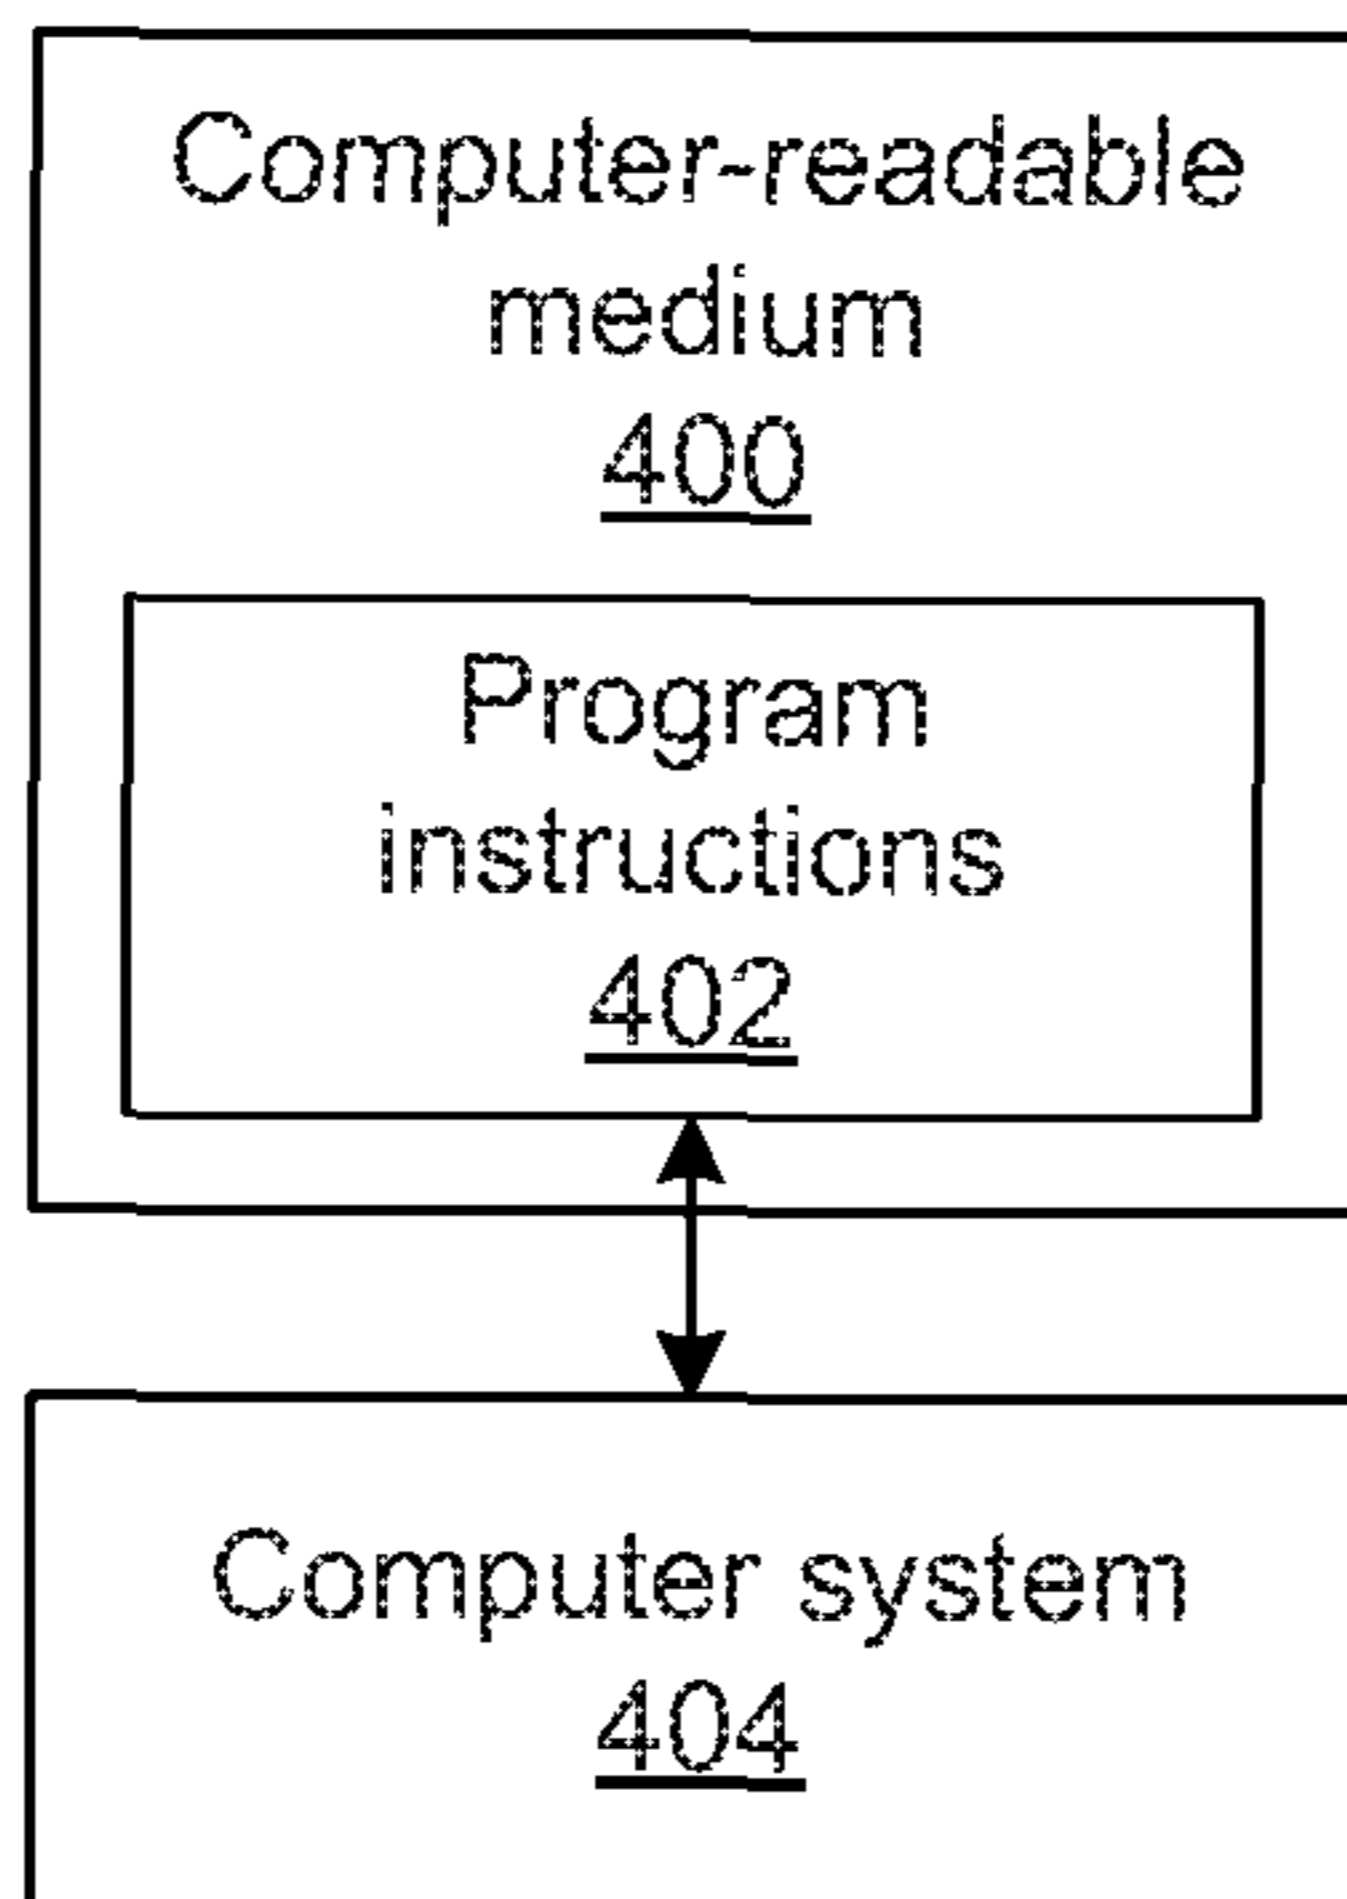 Computer-readable
medium
400
Program
instructions
402
Computer system
404